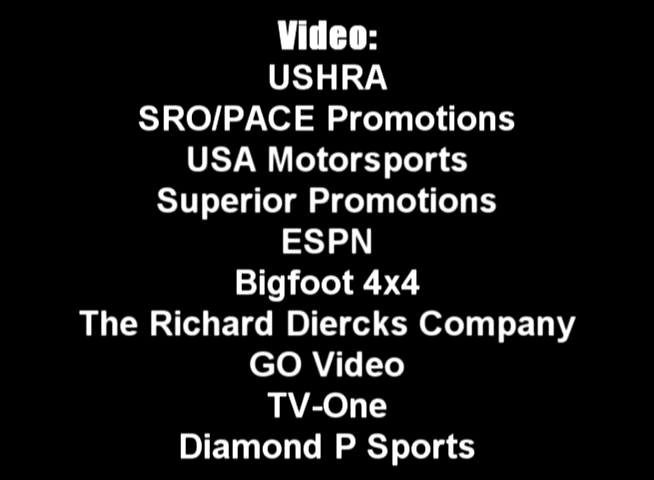 Video:
USHRA
SRO/PACE Promotions
USA Motorsports
Superior Promotions
ESPN
Bigfoot 4x4
The Richard Diercks Company
GO Video
TV-One
Diamond P Sports